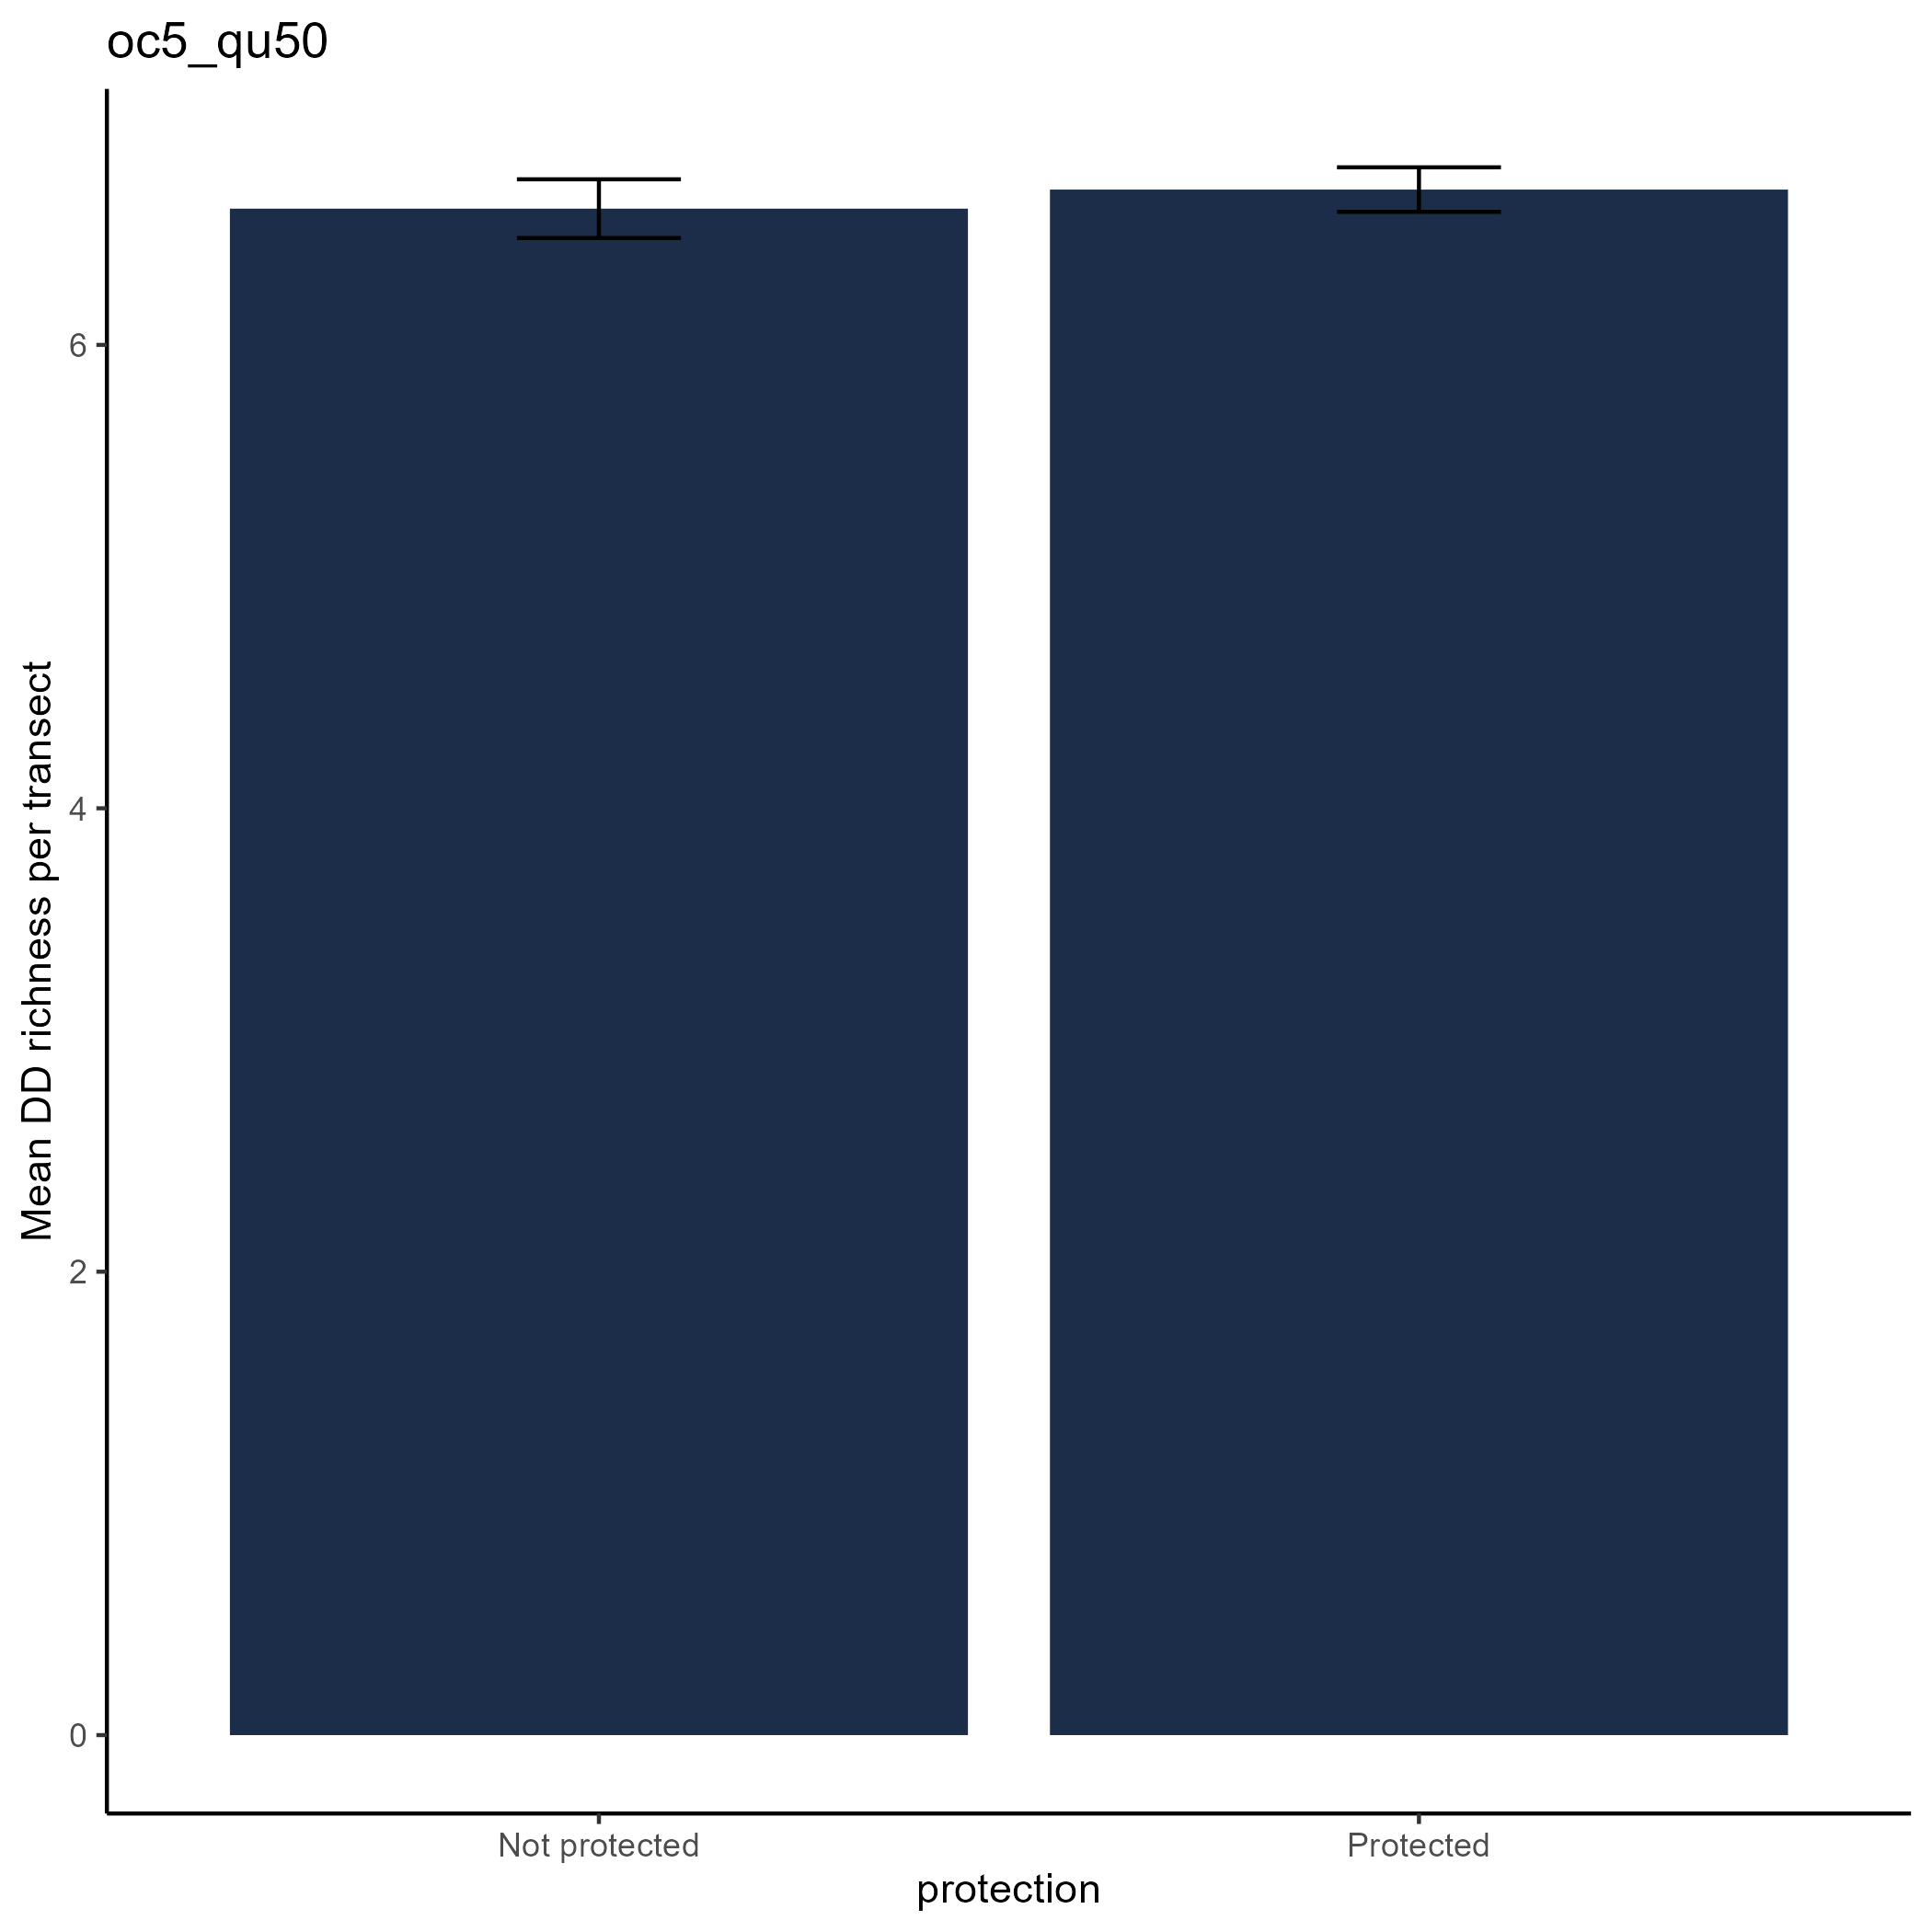 oc5_qu50
Mean DD richness per transect
6
4
2
0
Not protected
Protected
protection